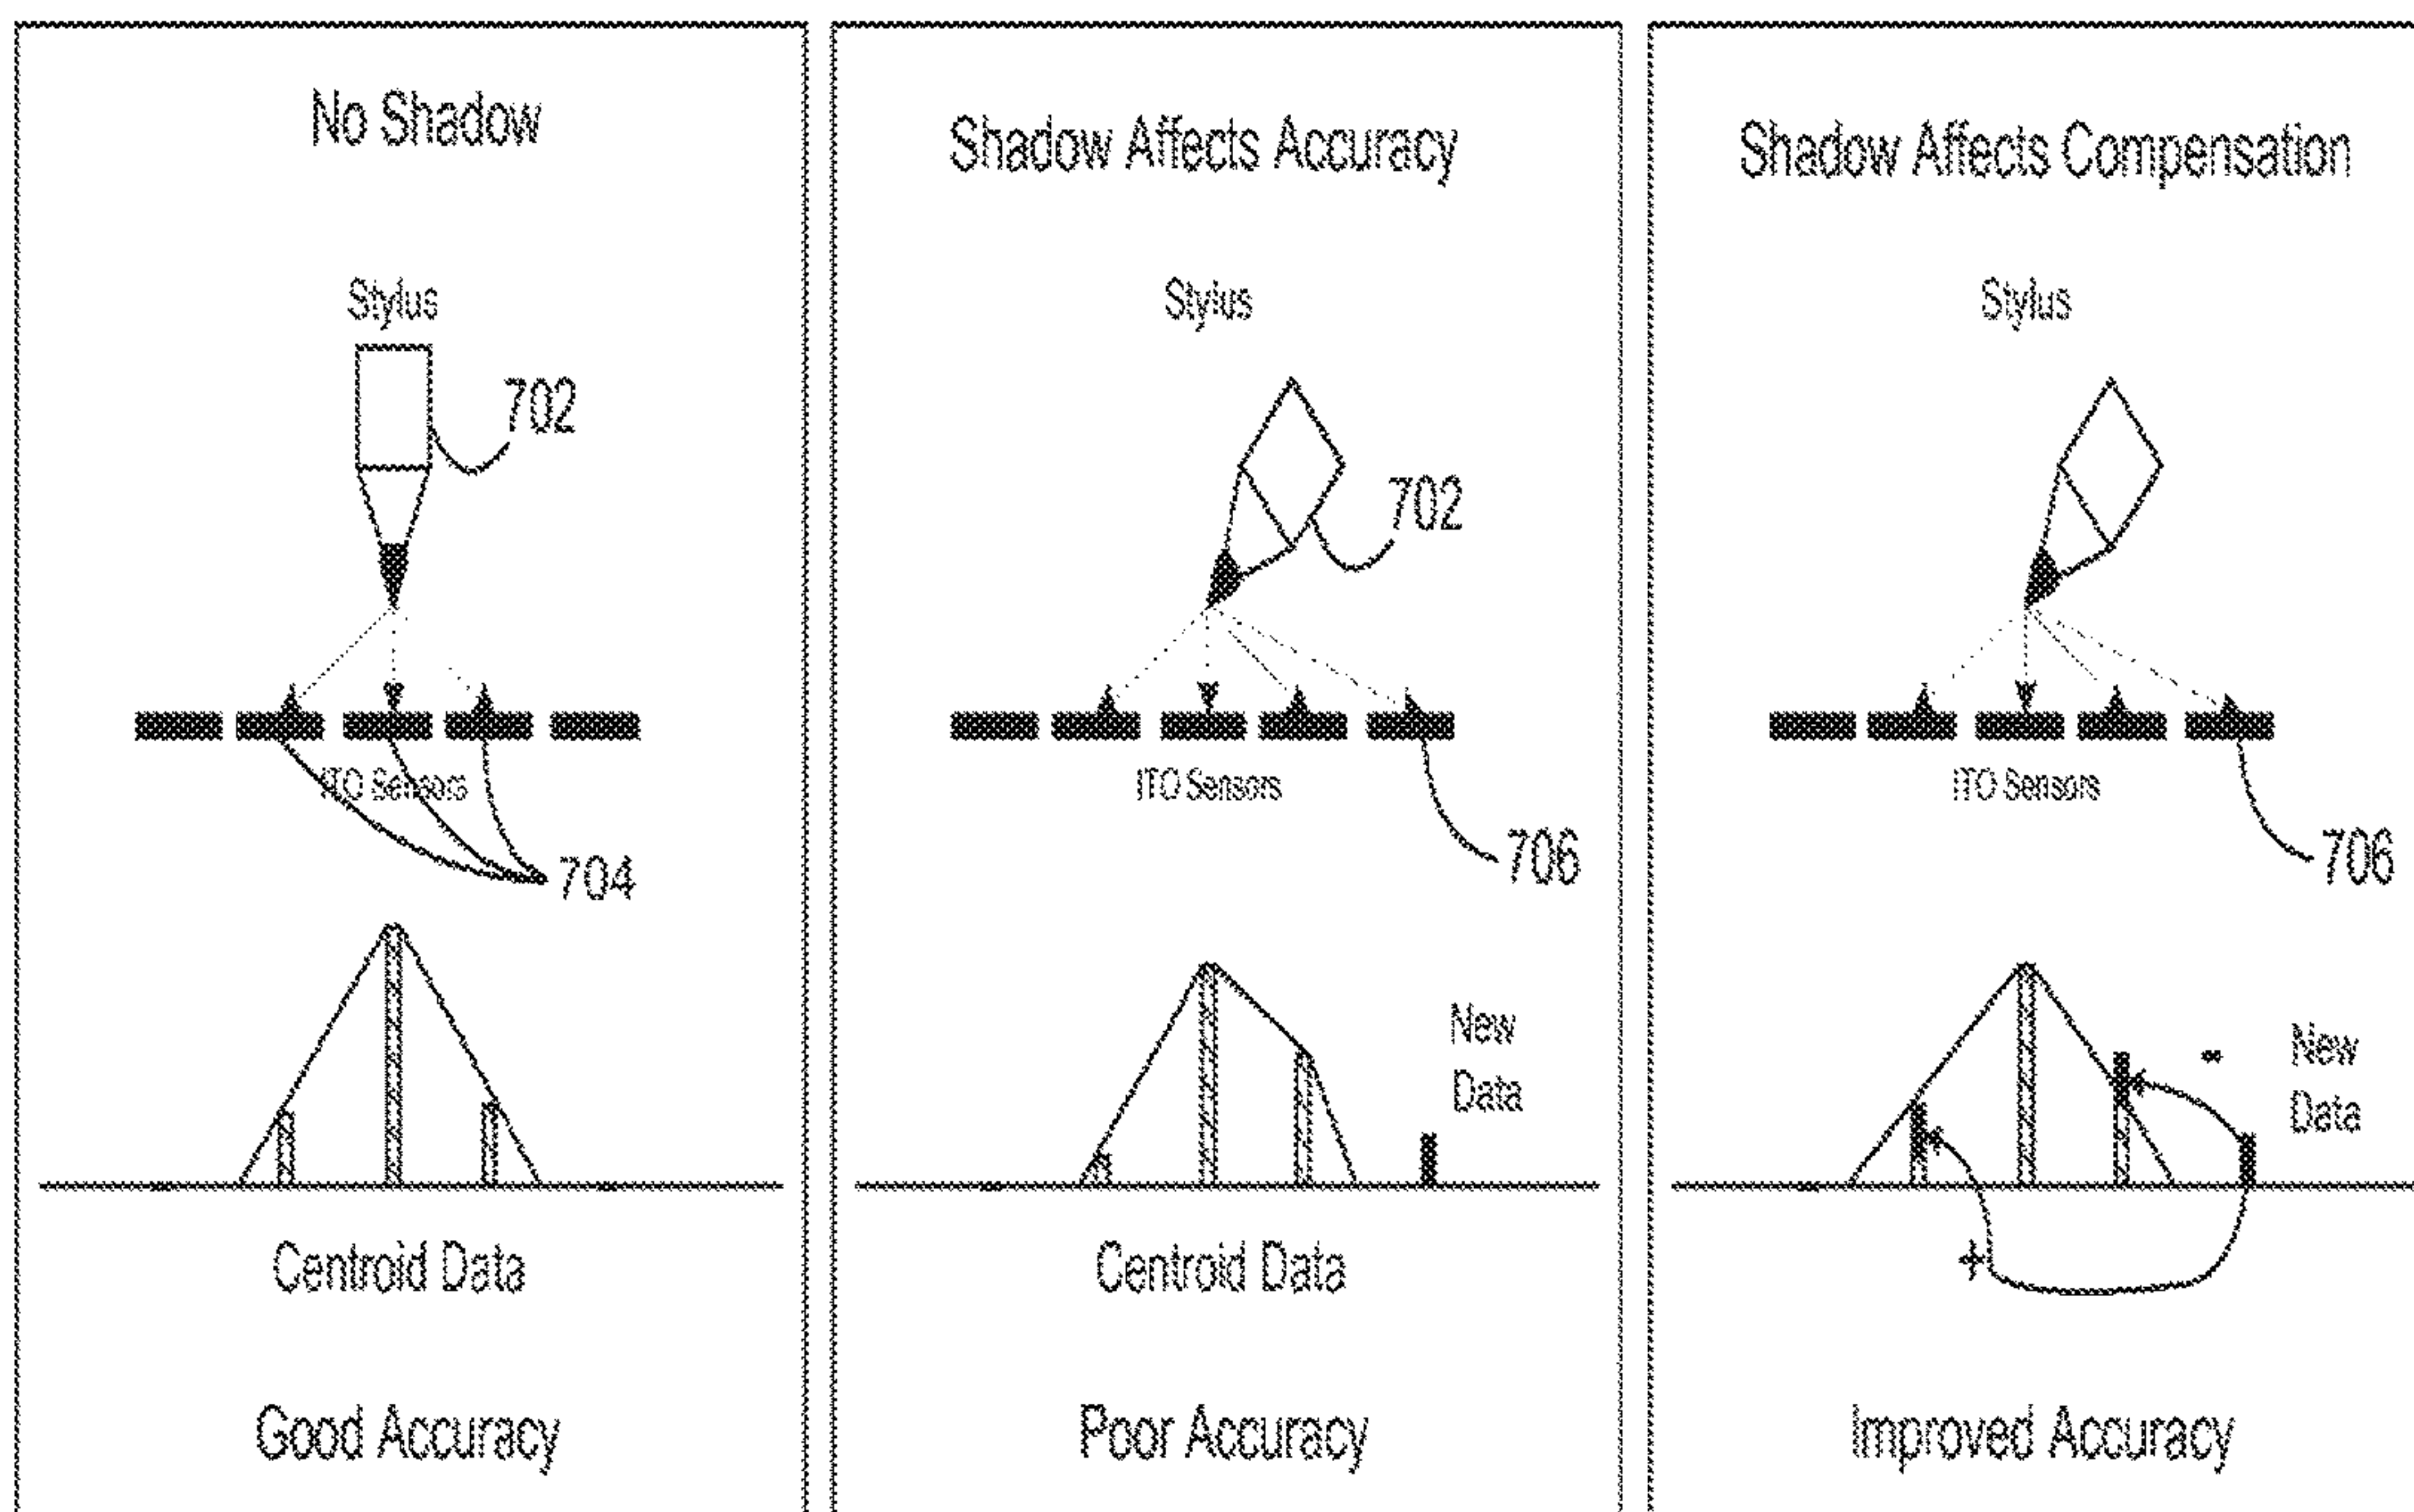 No Shadow
Stylus
702
ITO Sensors
704
Centroid Data
Good Accuracy
Shadow Affects Accuracy
Stylus
702
ITO Sensors
706
New
Data
Centroid Data
Poor Accuracy
Shadow Affects Compensation
Stylus
ITO Sensors
706
-
New
Data
+
Improved Accuracy